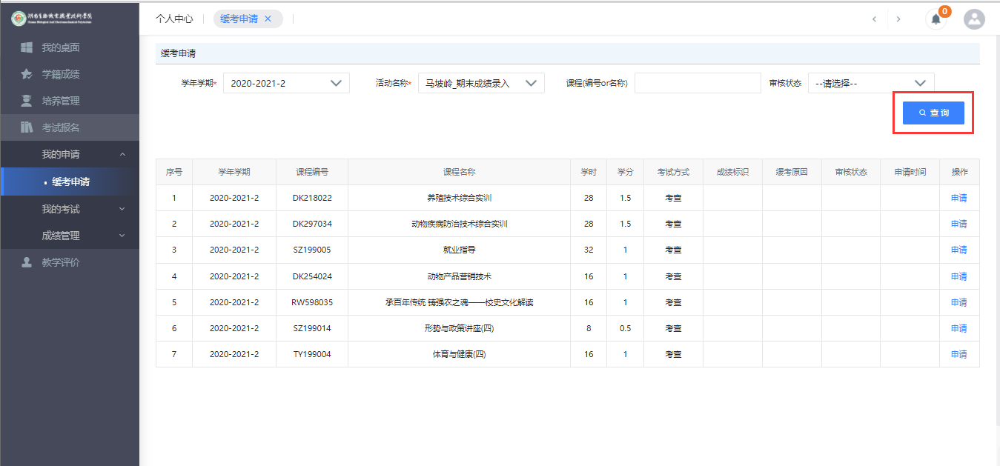 个人中心 缓考申请 ×
0
我的桌面
学籍成绩
培养管理
考试报名
我的申请
缓考申请
我的考试
成绩管理
教学评价
缓考申请
学年学期* 2020-2021-2 活动名称* 马坡岭_期末成绩录入 课程(编号or名称) 审核状态 --请选择--
查询
序号 学年学期 课程编号 课程名称 学时 学分 考试方式 成绩标识 缓考原因 审核状态 申请时间 操作
1 2020-2021-2 DK218022 养殖技术综合实训 28 1.5 考查 申请
2 2020-2021-2 DK297034 动物疾病防治技术综合实训 28 1.5 考查 申请
3 2020-2021-2 SZ199005 就业指导 32 1 考查 申请
4 2020-2021-2 DK254024 动物产品营销技术 16 1 考查 申请
5 2020-2021-2 RW598035 承百年传统 铸强农之魂——校史文化解读 16 1 考查 申请
6 2020-2021-2 SZ199014 形势与政策讲座(四) 8 0.5 考查 申请
7 2020-2021-2 TY199004 体育与健康(四) 16 1 考查 申请